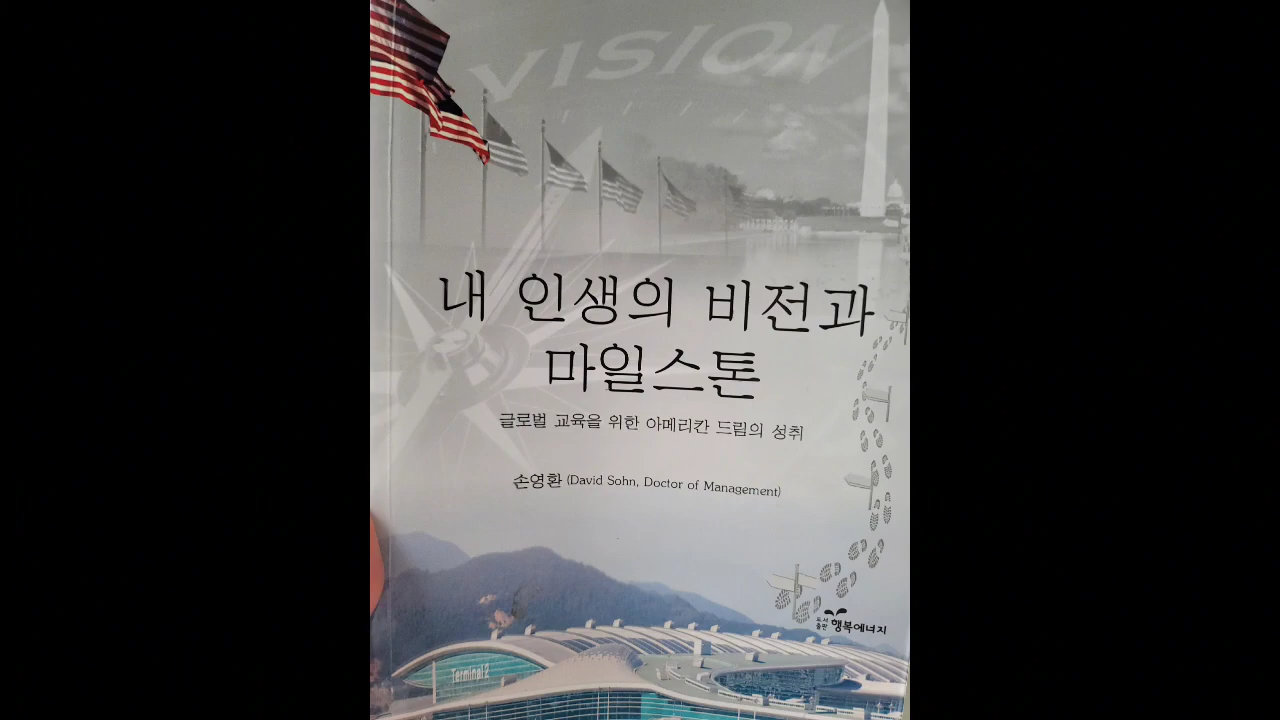 VISION
내 인생의 비전과
마일스톤
글로벌 교육을 위한 아메리칸 드림의 성취
손영환 (David Sohn, Doctor of Management)
도서출판 행복에너지
Terminal 2